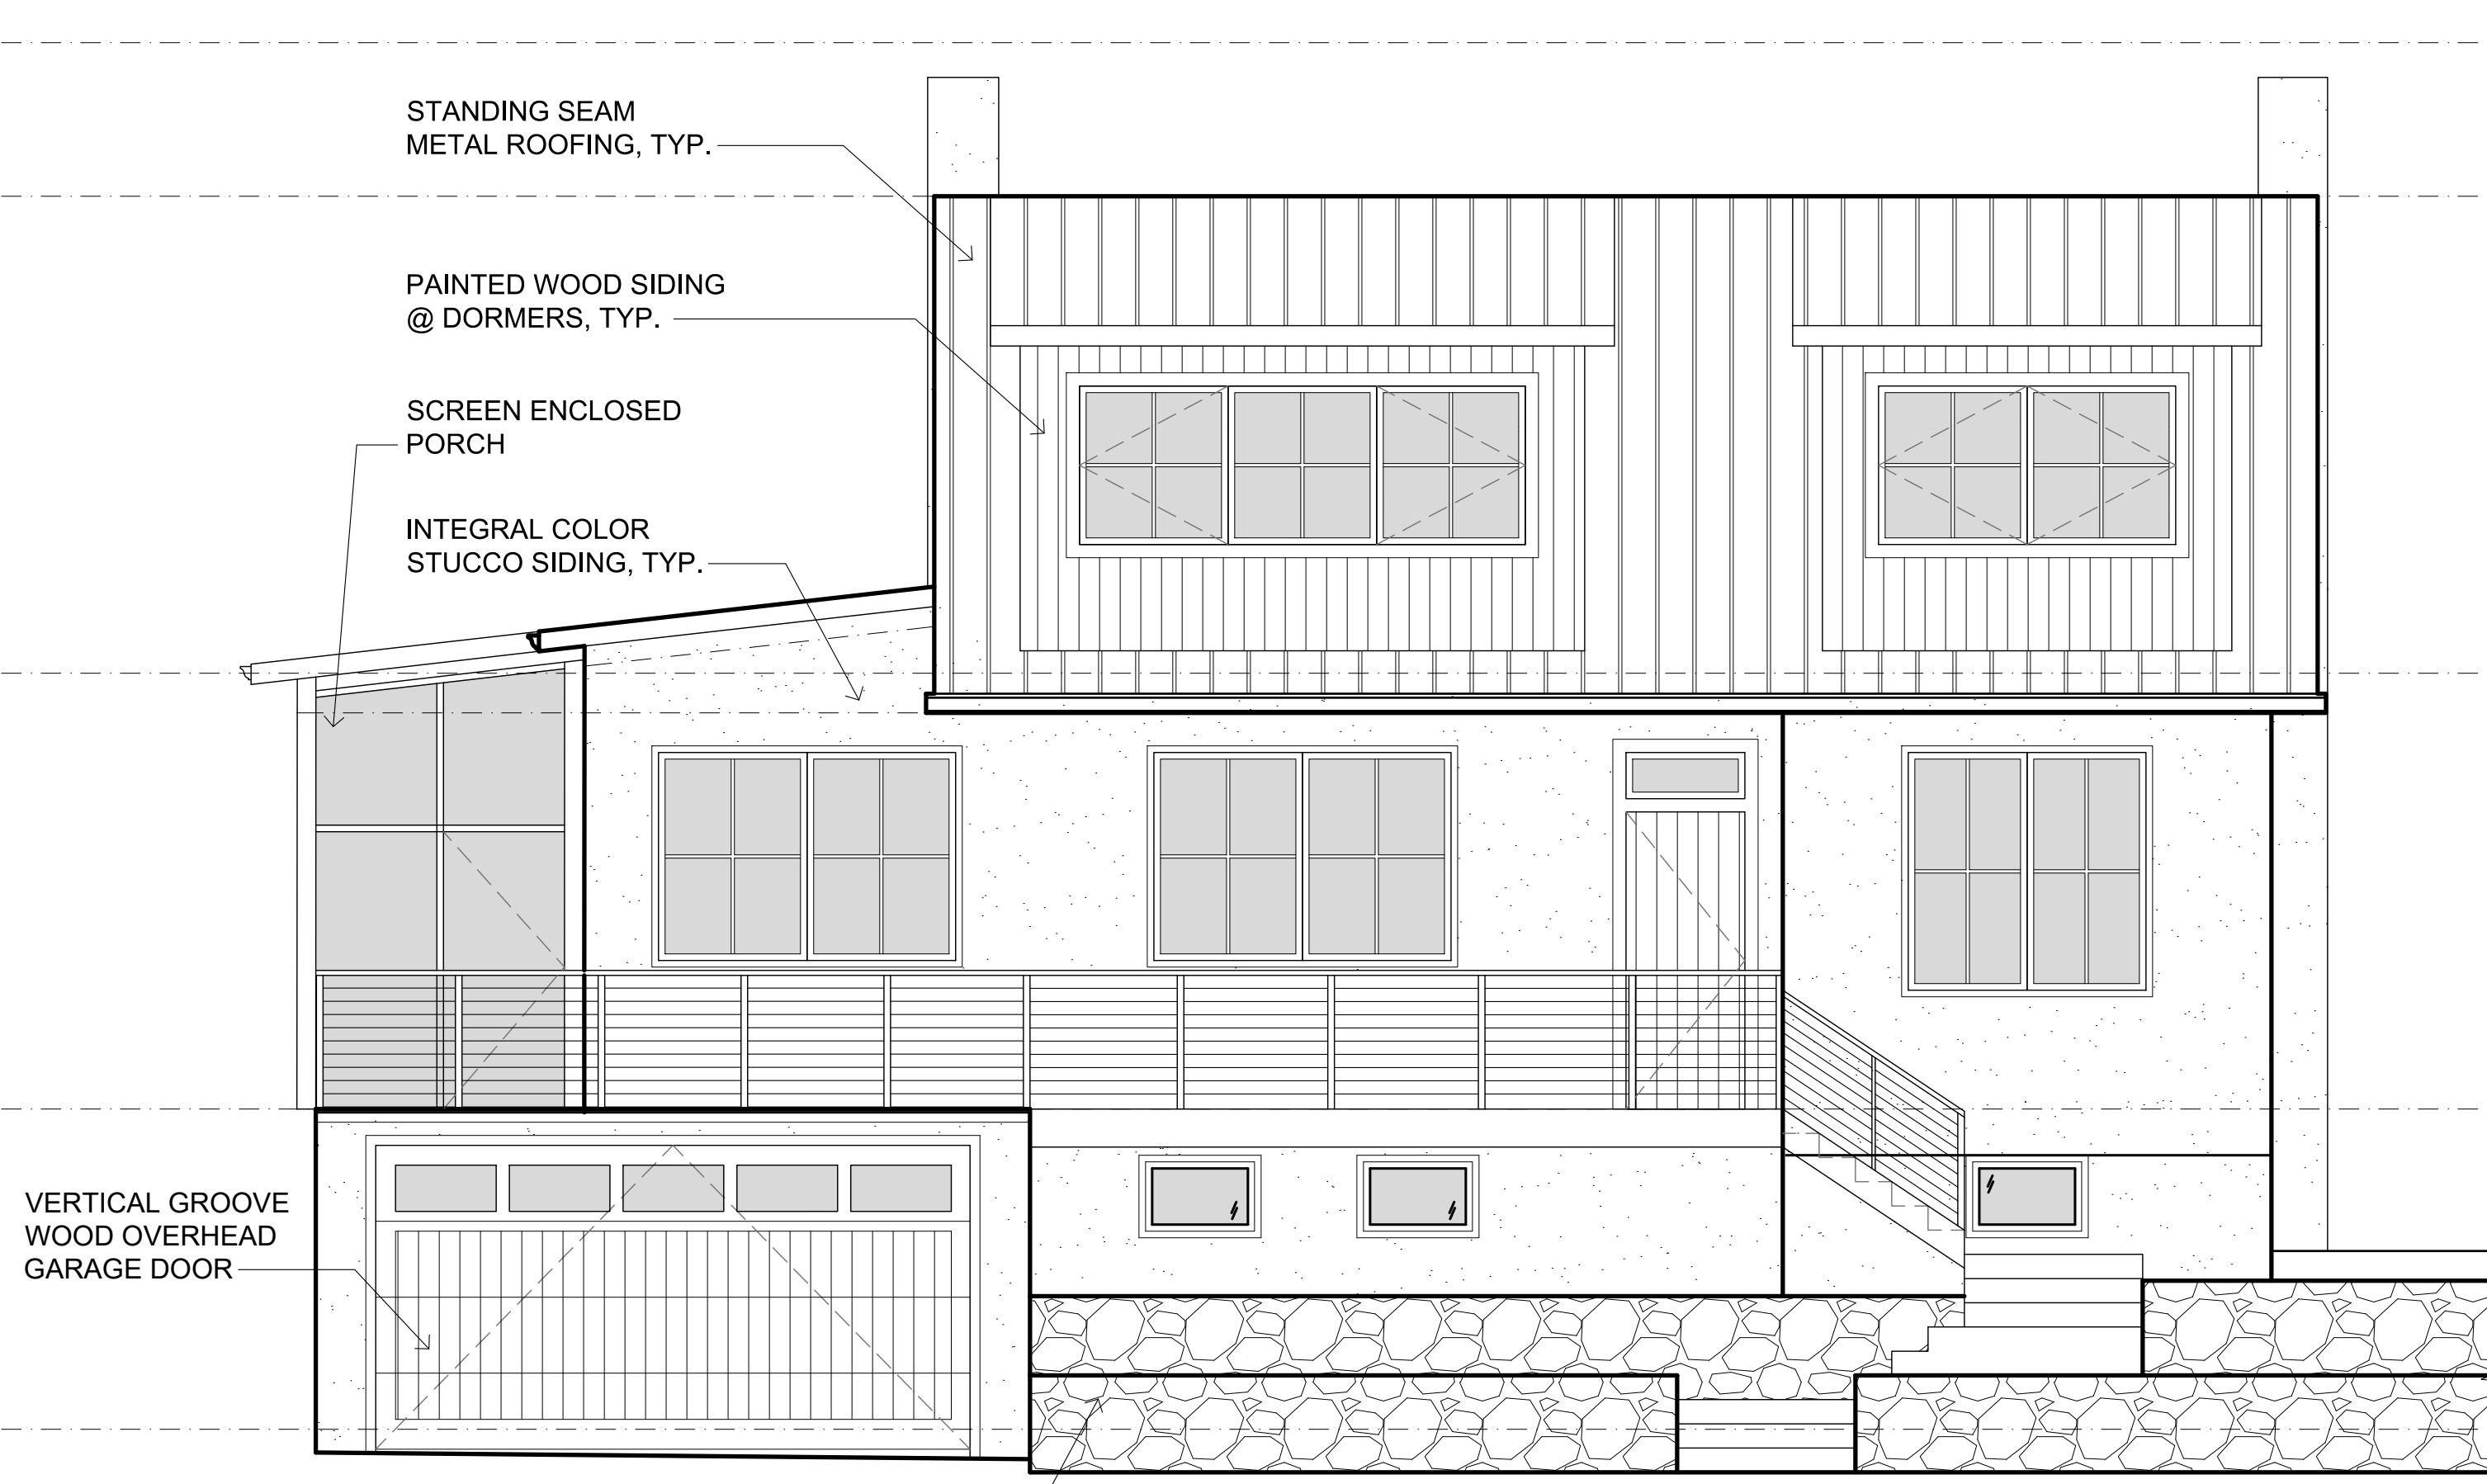 STANDING SEAM
METAL ROOFING, TYP.
PAINTED WOOD SIDING
@ DORMERS, TYP.
SCREEN ENCLOSED
PORCH
INTEGRAL COLOR
STUCCO SIDING, TYP.
VERTICAL GROOVE
WOOD OVERHEAD
GARAGE DOOR